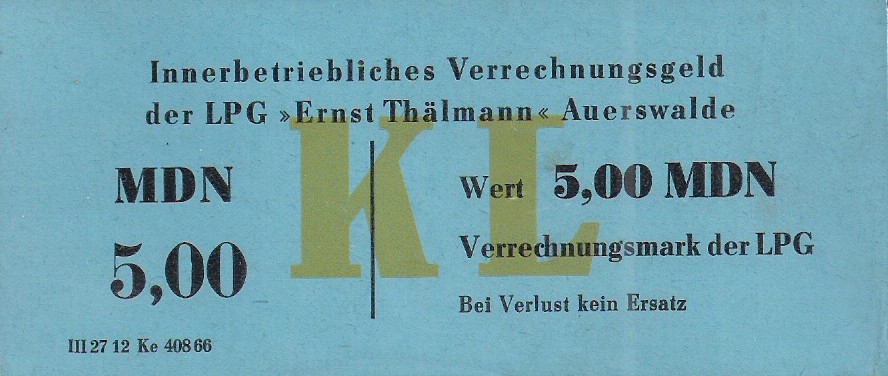 Innerbetriebliches Verrechnungsgeld
der LPG »Ernst Thälmann« Auerswalde
KL
MDN
5,00
Wert 5,00 MDN
Verrechnungsmark der LPG
Bei Verlust kein Ersatz
III 27 12 Ke 408 66